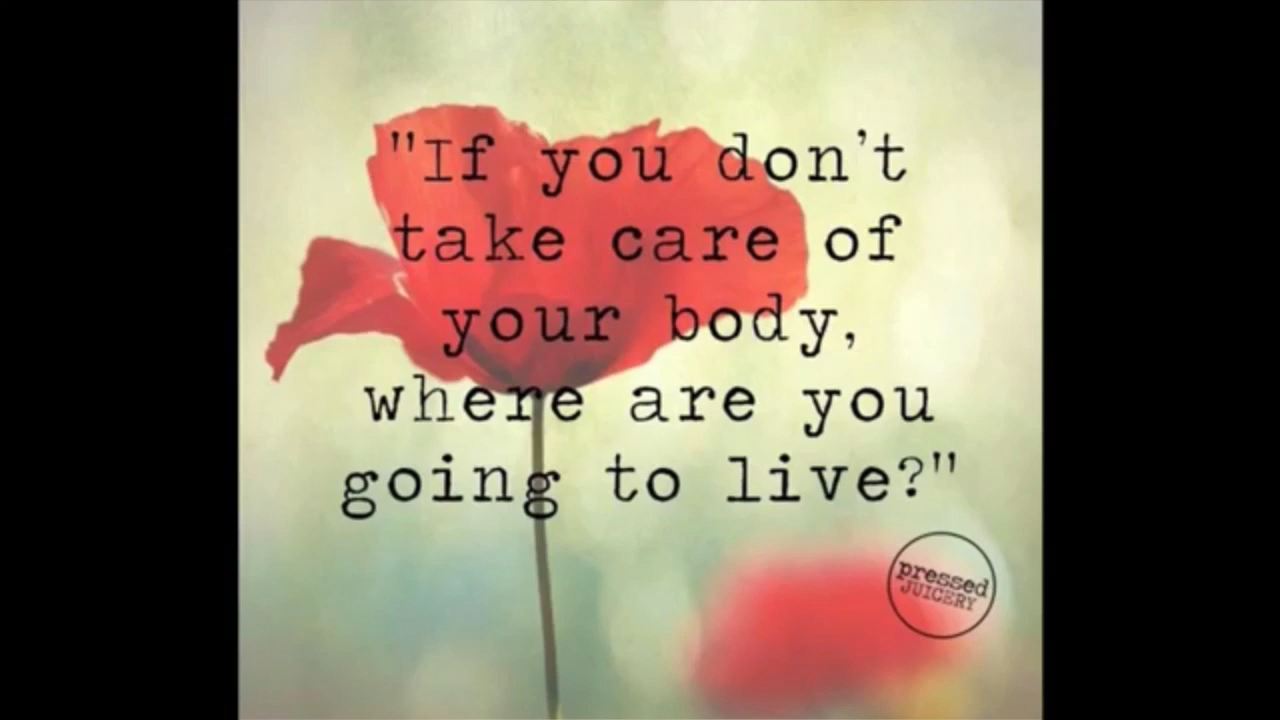 "If you don't
take care of
your body,
where are you
going to live?"
pressed
JUICERY